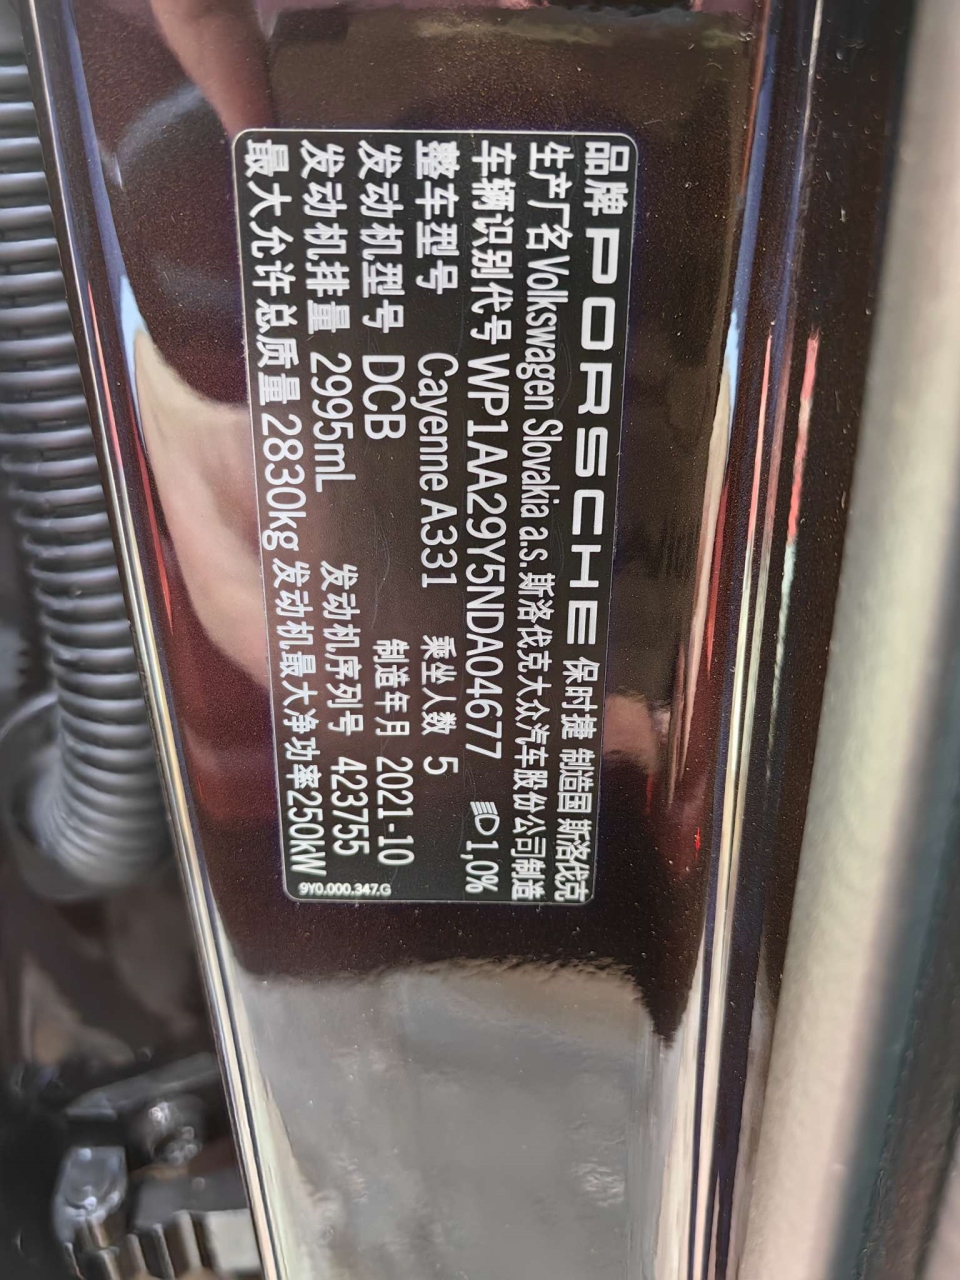 品牌 PORSCHE 保时捷 制造国 斯洛伐克
生产厂名 Volkswagen Slovakia a.s.斯洛伐克大众汽车股份公司制造
车辆识别代号 WP1AA29Y5NDA04677 1,0%
整车型号 Cayenne A331 乘坐人数 5
发动机型号 DCB 制造年月 2021-10
发动机排量 2995mL 发动机序列号 423755
最大允许总质量 2830kg 发动机最大净功率250kW
9Y0.000.347.G